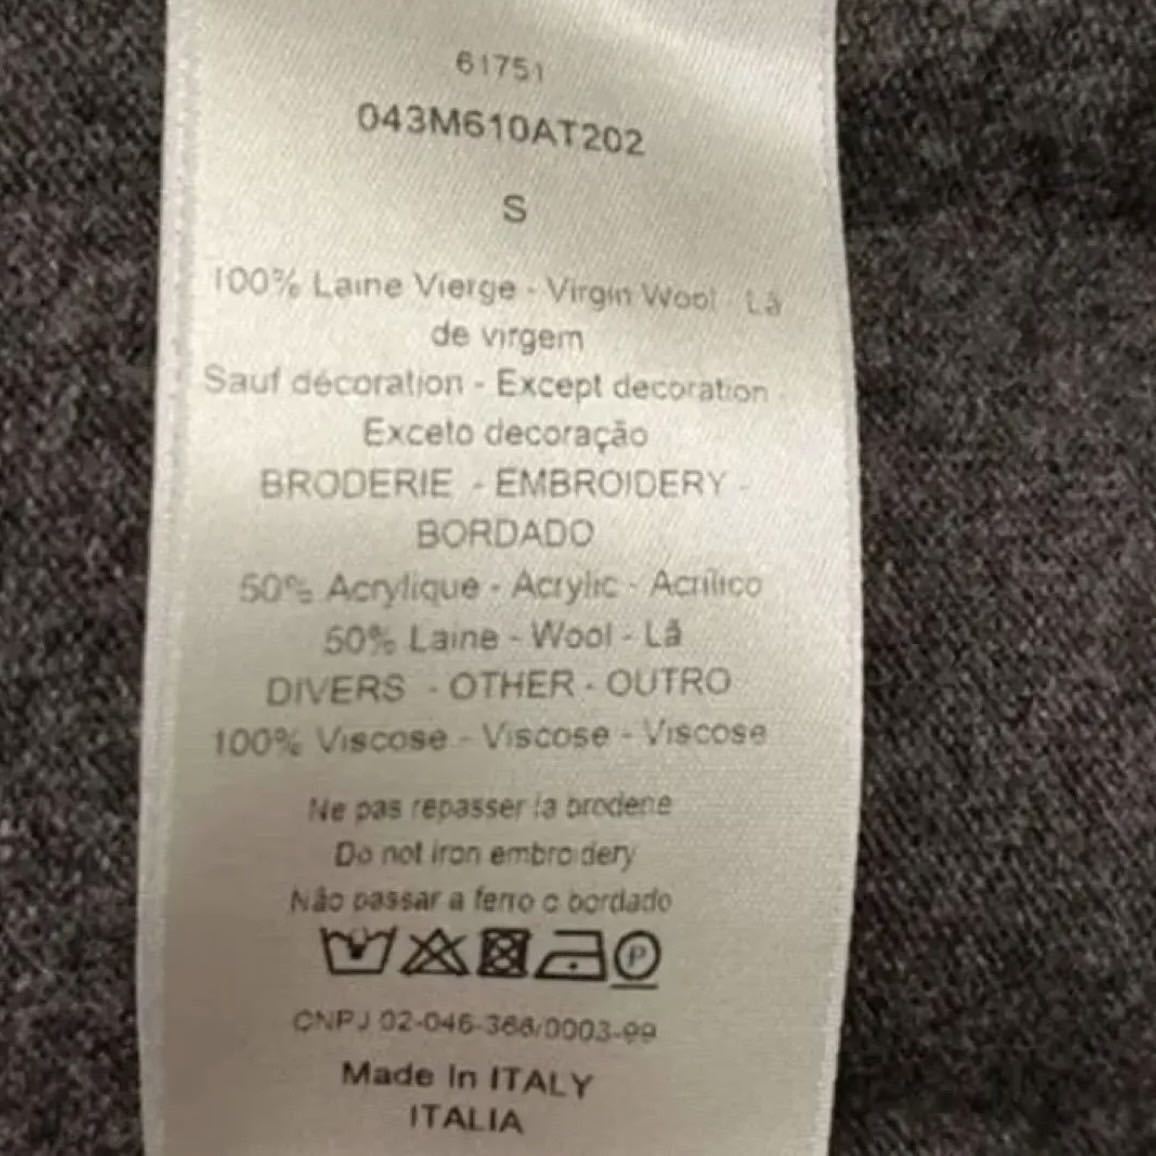 61751
043M610AT202
S
100% Laine Vierge - Virgin Wool - Lã
de virgem
Sauf décoration - Except decoration -
Exceto decoração
BRODERIE - EMBROIDERY -
BORDADO
50% Acrylique - Acrylic - Acrílico
50% Laine - Wool - Lã
DIVERS - OTHER - OUTRO
100% Viscose - Viscose - Viscose
Ne pas repasser la broderie
Do not iron embroidery
Não passar a ferro o bordado
P
CNPJ 02-046-368/0003-99
Made In ITALY
ITALIA